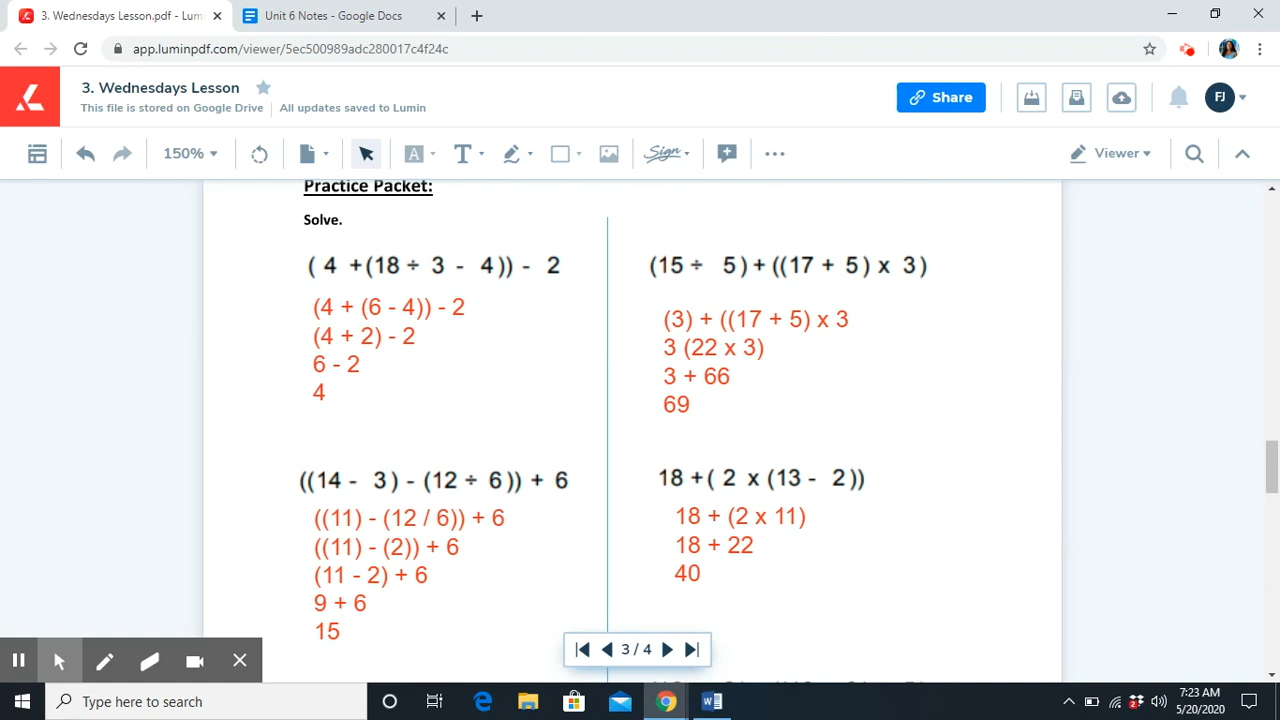 3. Wednesdays Lesson.pdf - Lumi
Unit 6 Notes - Google Docs
app.luminpdf.com/viewer/5ec500989adc280017c4f24c
3. Wednesdays Lesson
This file is stored on Google Drive
All updates saved to Lumin
Share
FJ
150%
A
T
Sign
Viewer
Practice Packet:
Solve.
( 4 +(18 ÷ 3 - 4)) - 2
(4 + (6 - 4)) - 2
(4 + 2) - 2
6 - 2
4
(15 ÷ 5)+((17 + 5) x 3)
(3) + ((17 + 5) x 3
3 (22 x 3)
3 + 66
69
((14 - 3) - (12 ÷ 6)) + 6
((11) - (12 / 6)) + 6
((11) - (2)) + 6
(11 - 2) + 6
9 + 6
15
18 +( 2 x (13 - 2))
18 + (2 x 11)
18 + 22
40
3 / 4
Type here to search
7:23 AM
5/20/2020